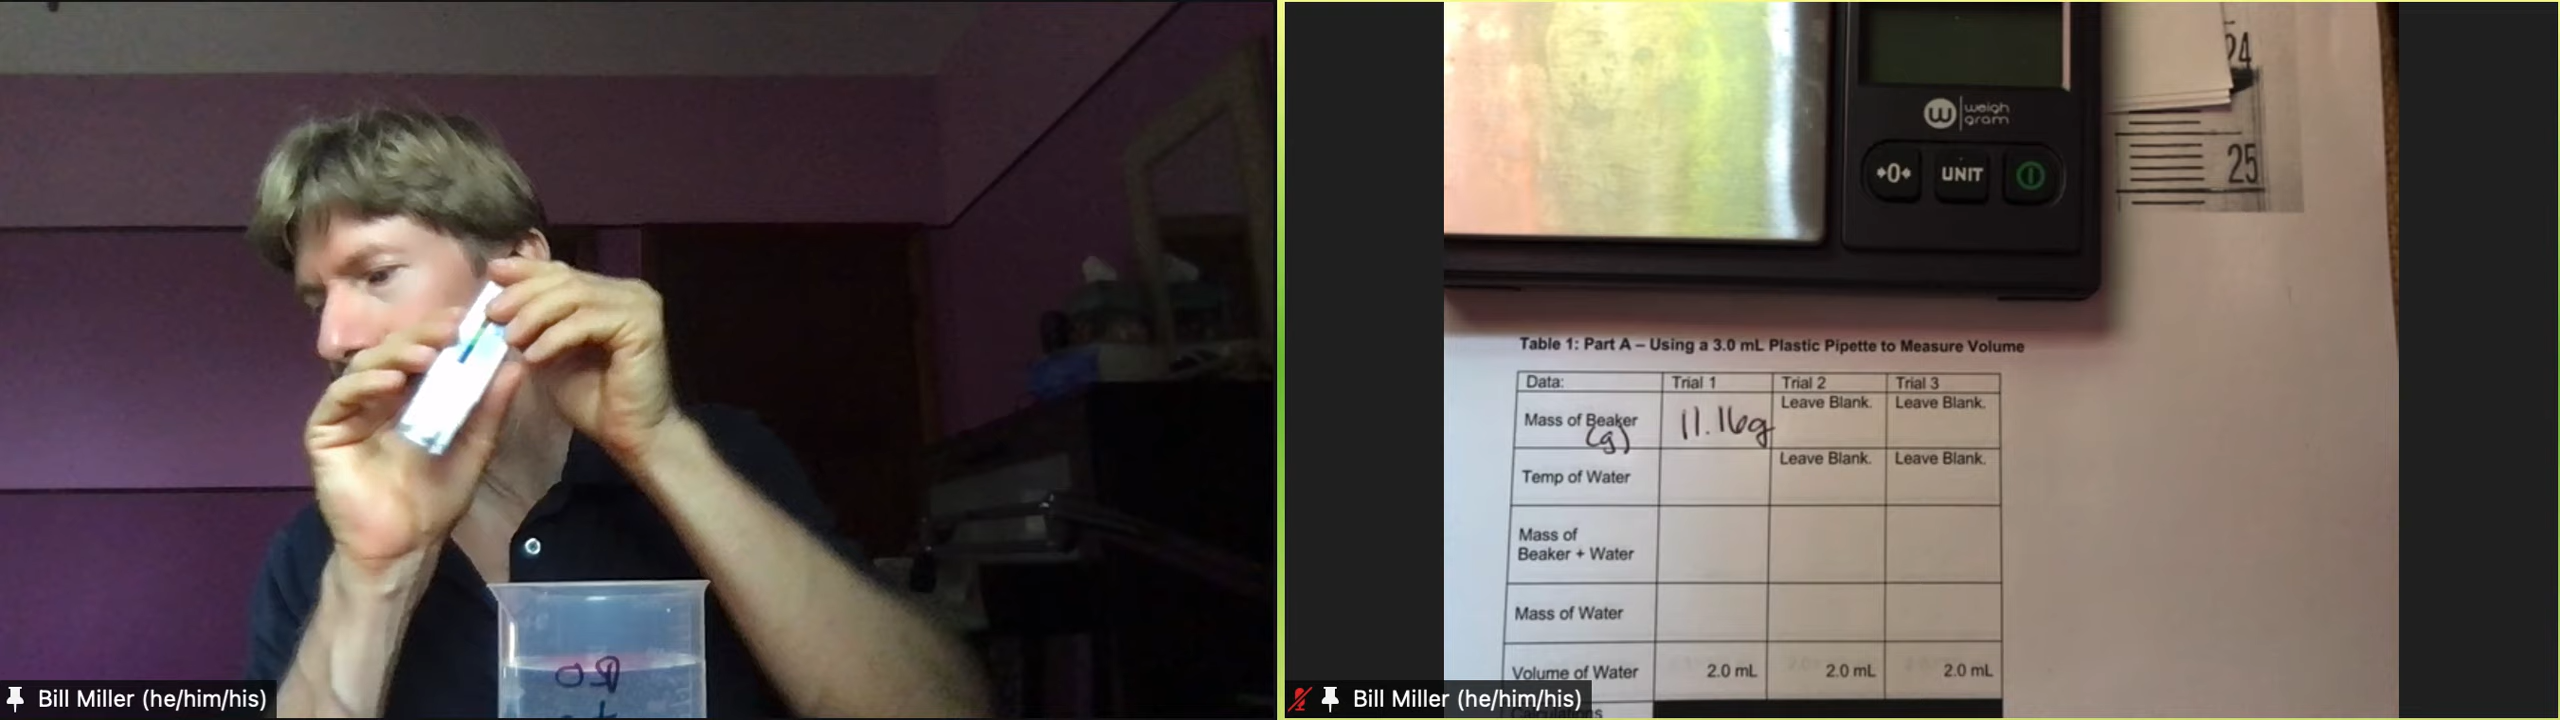 Bill Miller (he/him/his)
24
weigh
gram
25
UNIT
Table 1: Part A – Using a 3.0 mL Plastic Pipette to Measure Volume
Data: Trial 1 Trial 2 Trial 3
Mass of Beaker (g) 11.16g Leave Blank. Leave Blank.
Temp of Water Leave Blank. Leave Blank.
Mass of
Beaker + Water
Mass of Water
Volume of Water 2.0 mL 2.0 mL 2.0 mL
Bill Miller (he/him/his)